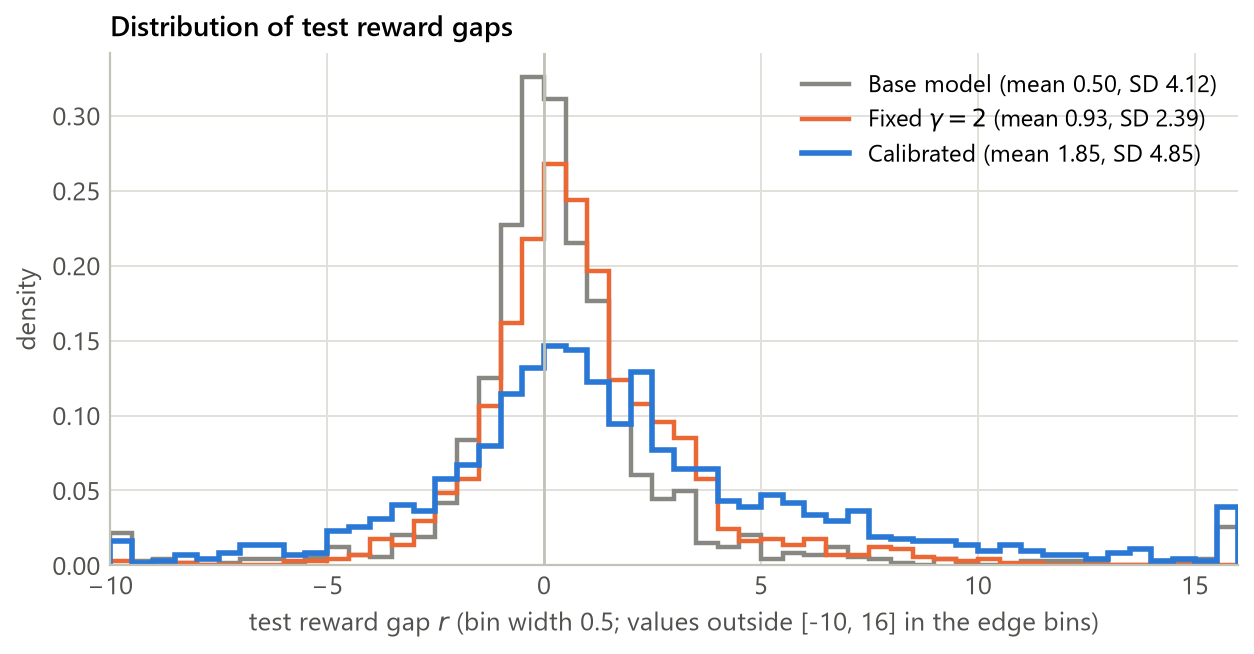 Distribution of test reward gaps
Base model (mean 0.50, SD 4.12)
Fixed γ = 2 (mean 0.93, SD 2.39)
Calibrated (mean 1.85, SD 4.85)
density
0.30
0.25
0.20
0.15
0.10
0.05
0.00
−10 −5 0 5 10 15
test reward gap r (bin width 0.5; values outside [-10, 16] in the edge bins)